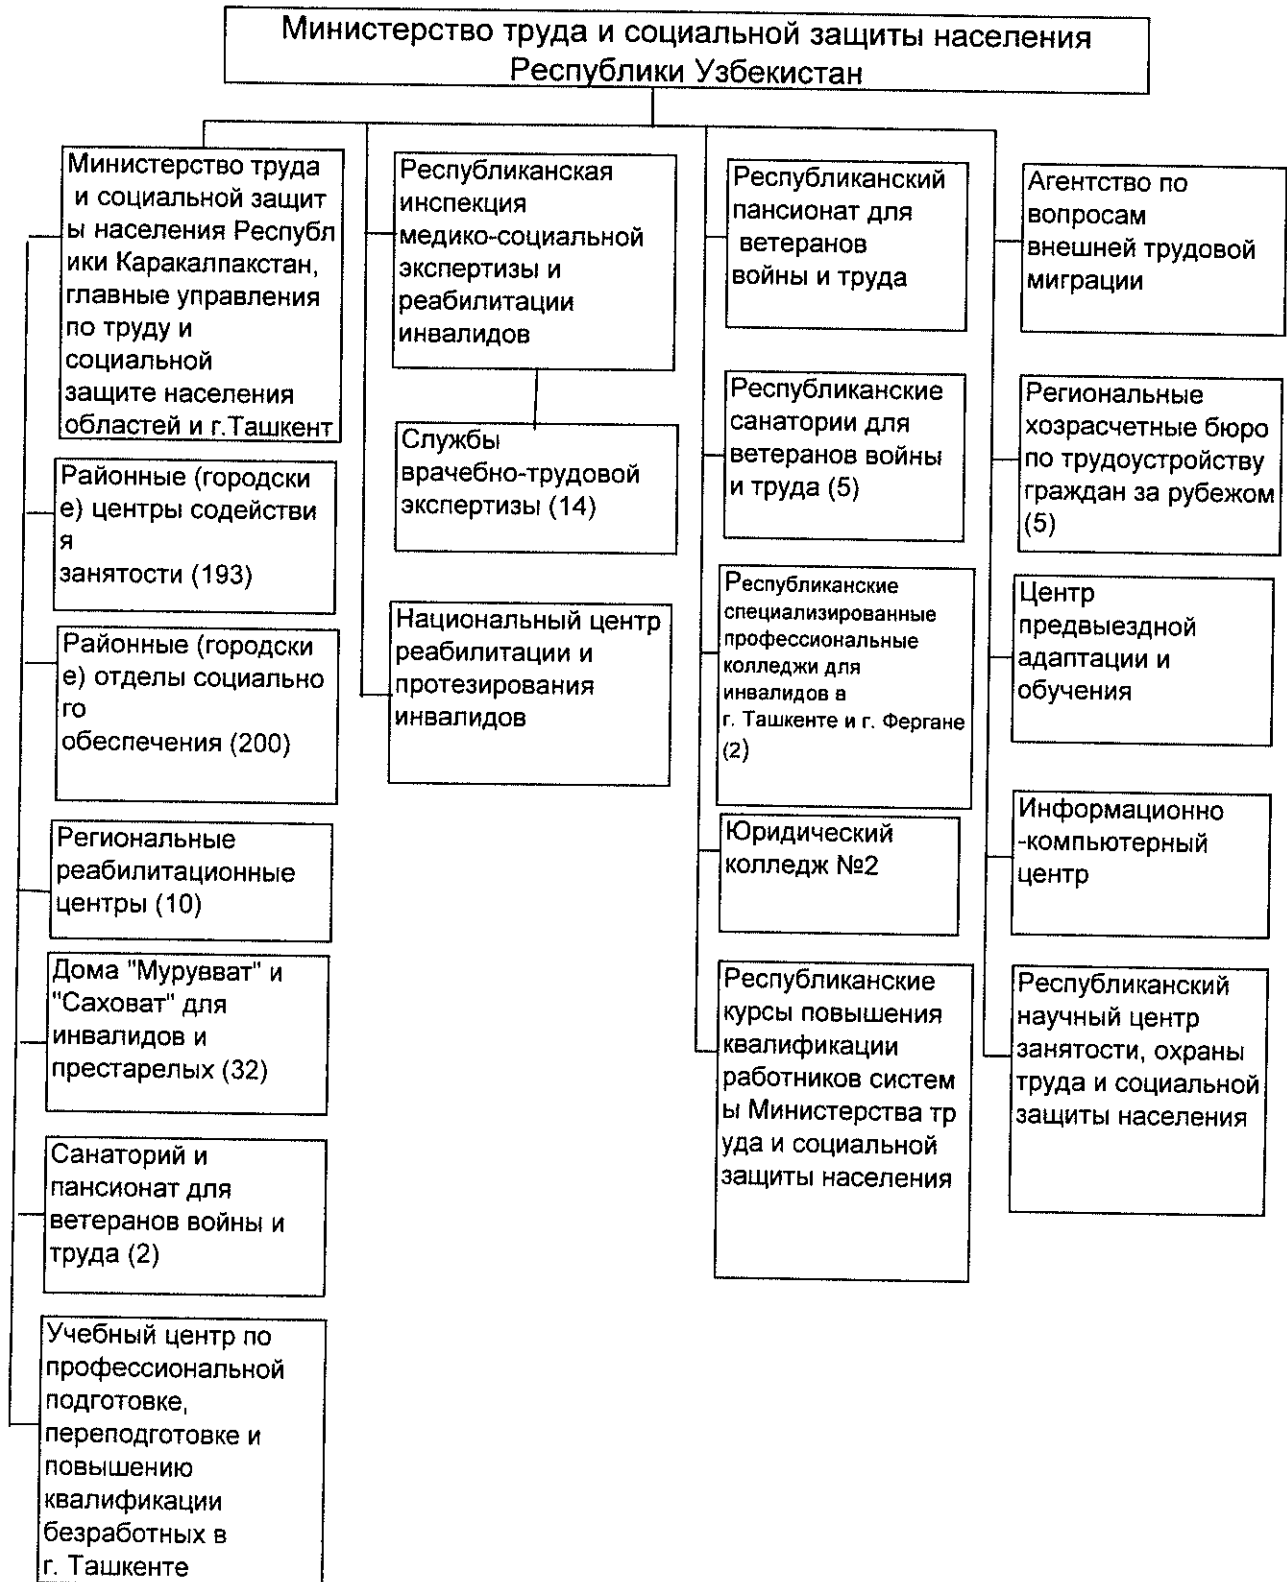 Министерство труда и социальной защиты населения
Республики Узбекистан
Министерство труда
и социальной защит
ы населения Республ
ики Каракалпакстан,
главные управления
по труду и
социальной
защите населения
областей и г.Ташкент
Районные (городски
е) центры содействи
я
занятости (193)
Районные (городски
е) отделы социально
го
обеспечения (200)
Региональные
реабилитационные
центры (10)
Дома "Мурувват" и
"Саховат" для
инвалидов и
престарелых (32)
Санаторий и
пансионат для
ветеранов войны и
труда (2)
Учебный центр по
профессиональной
подготовке,
переподготовке и
повышению
квалификации
безработных в
г. Ташкенте
Республиканская
инспекция
медико-социальной
экспертизы и
реабилитации
инвалидов
Службы
врачебно-трудовой
экспертизы (14)
Национальный центр
реабилитации и
протезирования
инвалидов
Республиканский
пансионат для
ветеранов
войны и труда
Республиканские
санатории для
ветеранов войны
и труда (5)
Республиканские
специализированные
профессиональные
колледжи для
инвалидов в
г. Ташкенте и г. Фергане
(2)
Юридический
колледж №2
Республиканские
курсы повышения
квалификации
работников систем
ы Министерства тр
уда и социальной
защиты населения
Агентство по
вопросам
внешней трудовой
миграции
Региональные
хозрасчетные бюро
по трудоустройству
граждан за рубежом
(5)
Центр
предвыездной
адаптации и
обучения
Информационно
-компьютерный
центр
Республиканский
научный центр
занятости, охраны
труда и социальной
защиты населения